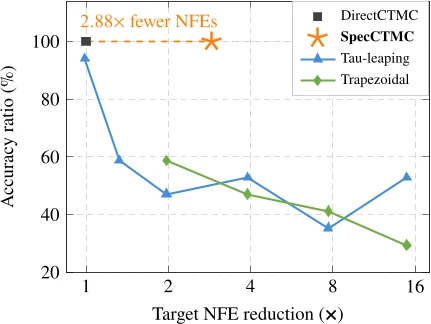 2.88× fewer NFEs
DirectCTMC
SpecCTMC
Tau-leaping
Trapezoidal
Accuracy ratio (%)
100
80
60
40
20
1 2 4 8 16
Target NFE reduction (×)